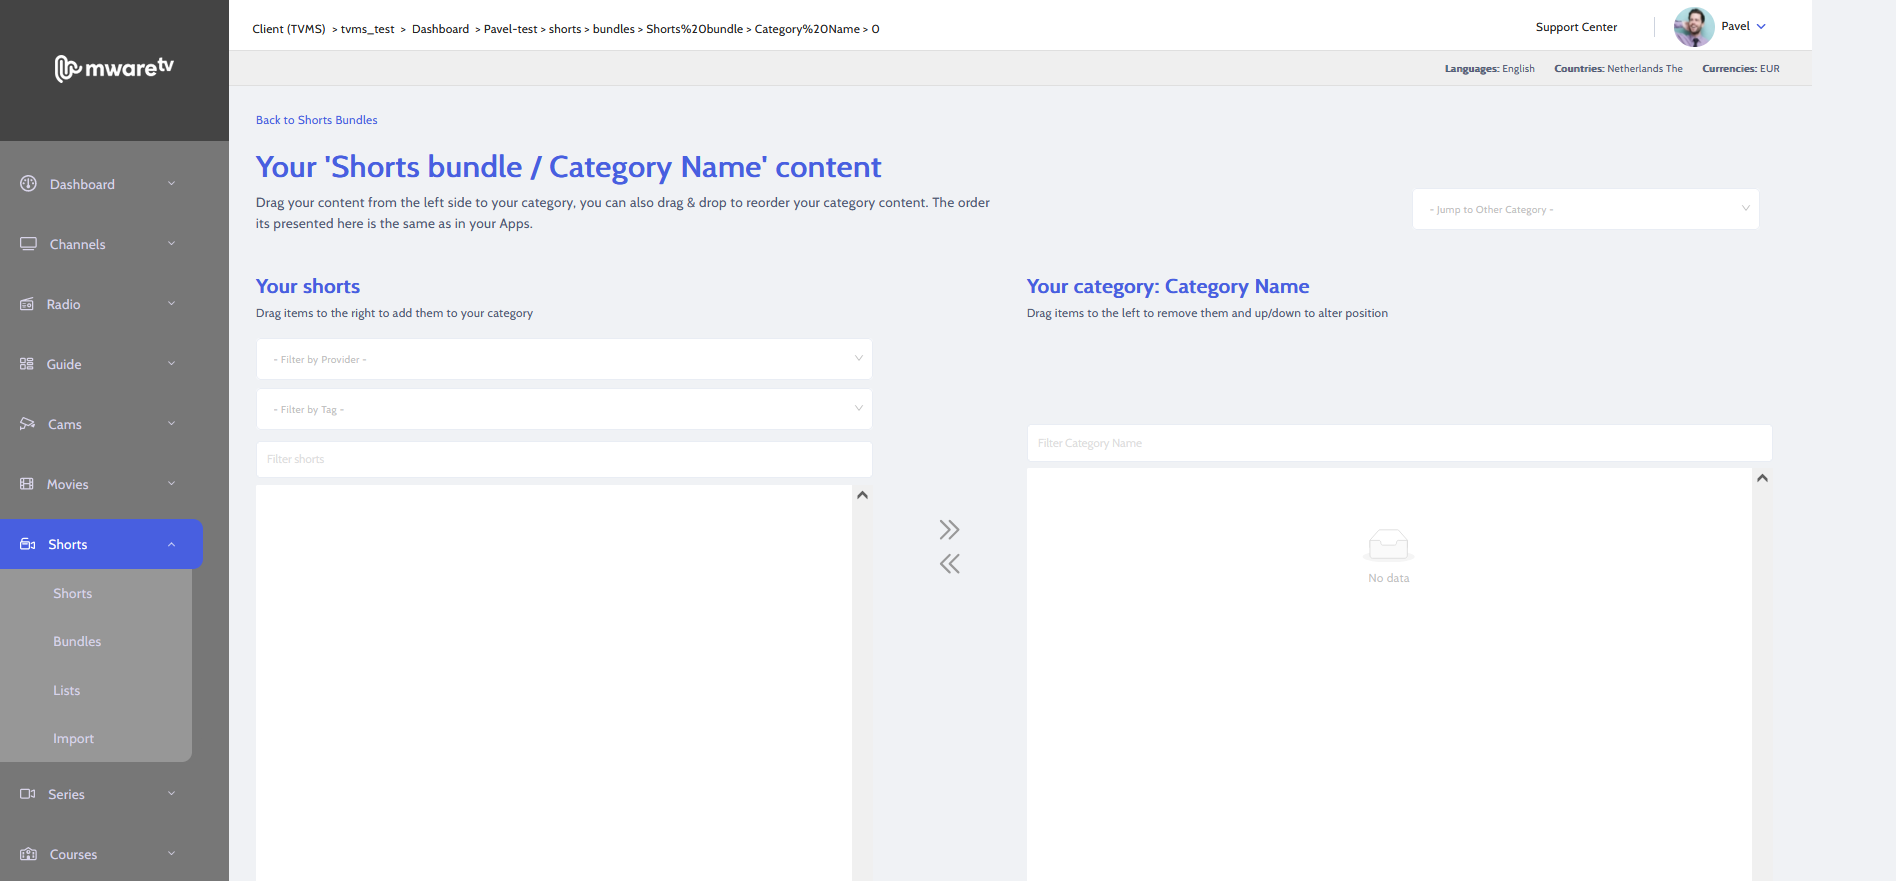 mwaretv
Client (TVMS) > tvms_test > Dashboard > Pavel-test > shorts > bundles > Shorts%20bundle > Category%20Name > 0
Support Center
Pavel
Languages: English Countries: Netherlands The Currencies: EUR
Dashboard
Channels
Radio
Guide
Cams
Movies
Shorts
Shorts
Bundles
Lists
Import
Series
Courses
Back to Shorts Bundles
Your 'Shorts bundle / Category Name' content
Drag your content from the left side to your category, you can also drag & drop to reorder your category content. The order
its presented here is the same as in your Apps.
- Jump to Other Category -
Your shorts
Drag items to the right to add them to your category
- Filter by Provider -
- Filter by Tag -
Filter shorts
Your category: Category Name
Drag items to the left to remove them and up/down to alter position
Filter Category Name
No data